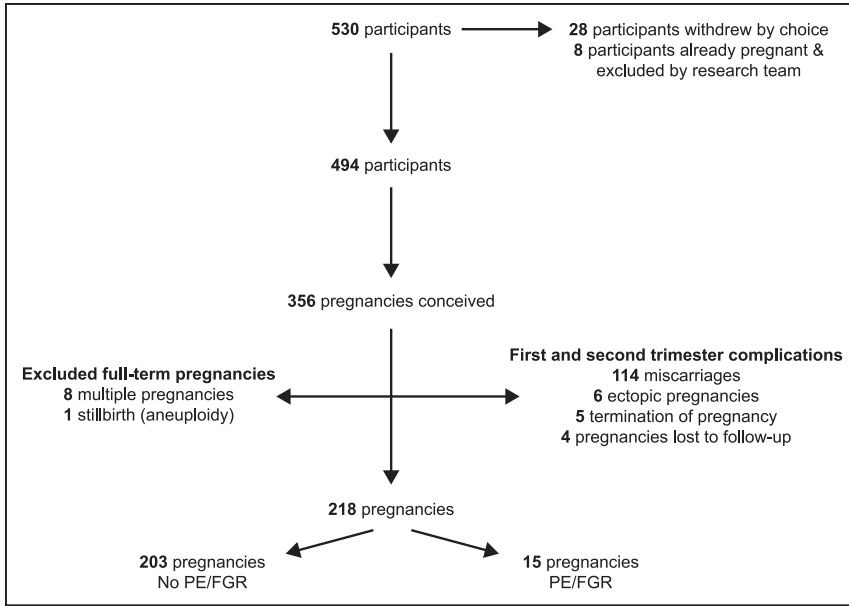 530 participants
28 participants withdrew by choice
8 participants already pregnant &
excluded by research team
494 participants
356 pregnancies conceived
Excluded full-term pregnancies
8 multiple pregnancies
1 stillbirth (aneuploidy)
First and second trimester complications
114 miscarriages
6 ectopic pregnancies
5 termination of pregnancy
4 pregnancies lost to follow-up
218 pregnancies
203 pregnancies
No PE/FGR
15 pregnancies
PE/FGR